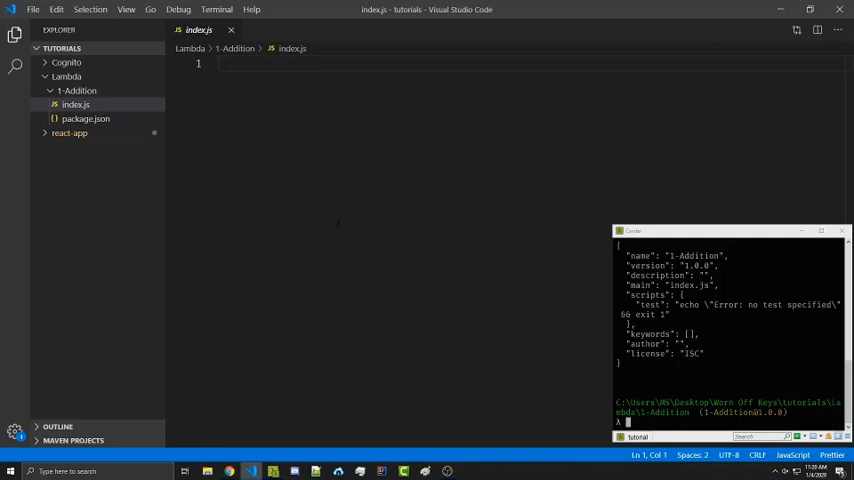 File Edit Selection View Go Debug Terminal Help
index.js - tutorials - Visual Studio Code
EXPLORER
JS index.js
TUTORIALS
Lambda > 1-Addition > JS index.js
Cognito
1
Lambda
1-Addition
JS index.js
{} package.json
react-app
Cmder
{
"name": "1-Addition",
"version": "1.0.0",
"description": "",
"main": "index.js",
"scripts": {
"test": "echo \"Error: no test specified\"
&& exit 1"
},
"keywords": [],
"author": "",
"license": "ISC"
}
C:\Users\MS\Desktop\Worn Off Keys\tutorials\La
mbda\1-Addition (1-Addition@1.0.0)
λ
tutorial
Search
OUTLINE
MAVEN PROJECTS
1
Ln 1, Col 1 Spaces: 2 UTF-8 CRLF JavaScript Prettier
Type here to search
11:20 AM
1/4/2020